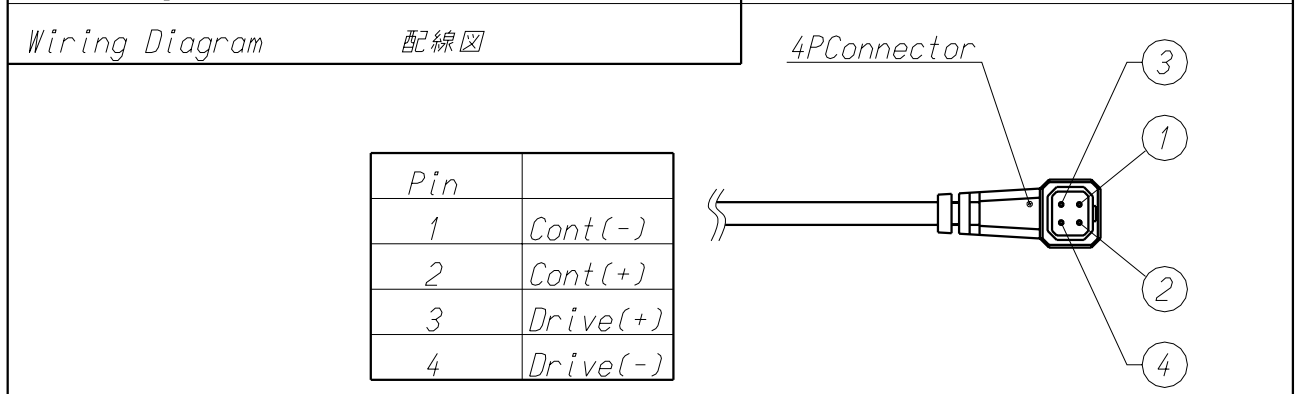 Wiring Diagram 配線図
4PConnector
3
1
2
4
Pin
1 Cont(-)
2 Cont(+)
3 Drive(+)
4 Drive(-)